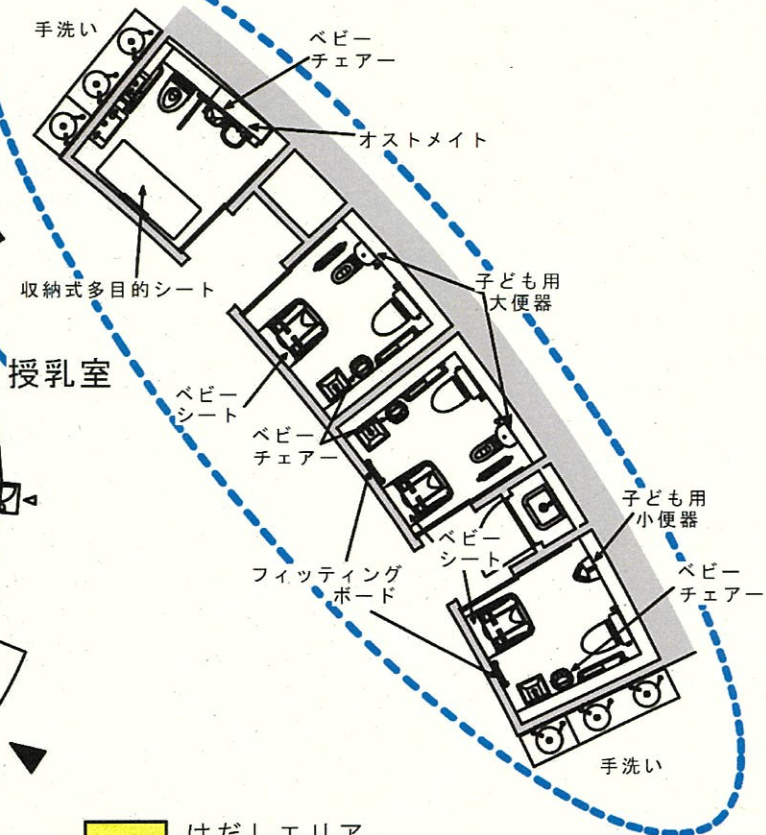 手洗い
ベビー
チェアー
オストメイト
収納式多目的シート
子ども用
大便器
授乳室
ベビー
シート
ベビー
チェアー
子ども用
小便器
ベビー
シート
フィッティング
ボード
ベビー
チェアー
手洗い
はだしエリア